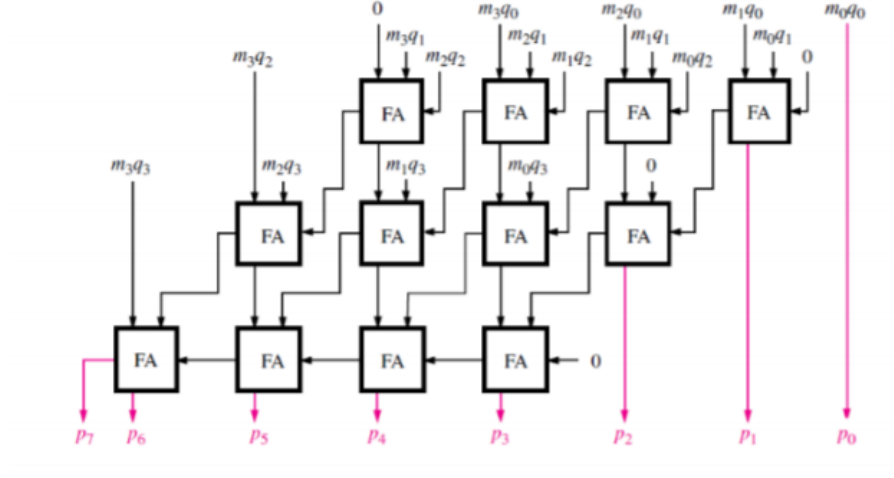 0 m₃q₀ m₂q₀ m₁q₀ m₀q₀
m₃q₁ m₂q₁ m₁q₁ m₀q₁
m₃q₂ m₂q₂ m₁q₂ m₀q₂ 0
FA FA FA FA
m₃q₃ m₂q₃ m₁q₃ m₀q₃ 0
FA FA FA FA
FA FA FA FA 0
p₇ p₆ p₅ p₄ p₃ p₂ p₁ p₀